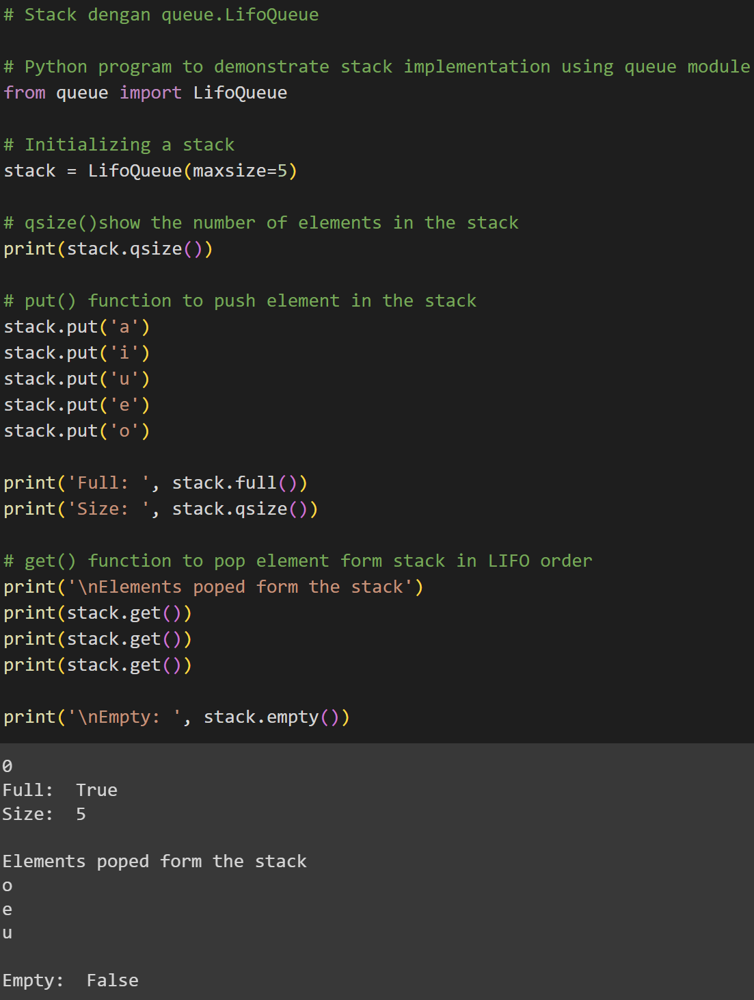 # Stack dengan queue.LifoQueue
# Python program to demonstrate stack implementation using queue module
from queue import LifoQueue
# Initializing a stack
stack = LifoQueue(maxsize=5)
# qsize()show the number of elements in the stack
print(stack.qsize())
# put() function to push element in the stack
stack.put('a')
stack.put('i')
stack.put('u')
stack.put('e')
stack.put('o')
print('Full: ', stack.full())
print('Size: ', stack.qsize())
# get() function to pop element form stack in LIFO order
print('\nElements poped form the stack')
print(stack.get())
print(stack.get())
print(stack.get())
print('\nEmpty: ', stack.empty())
0
Full:  True
Size:  5
Elements poped form the stack
o
e
u
Empty:  False